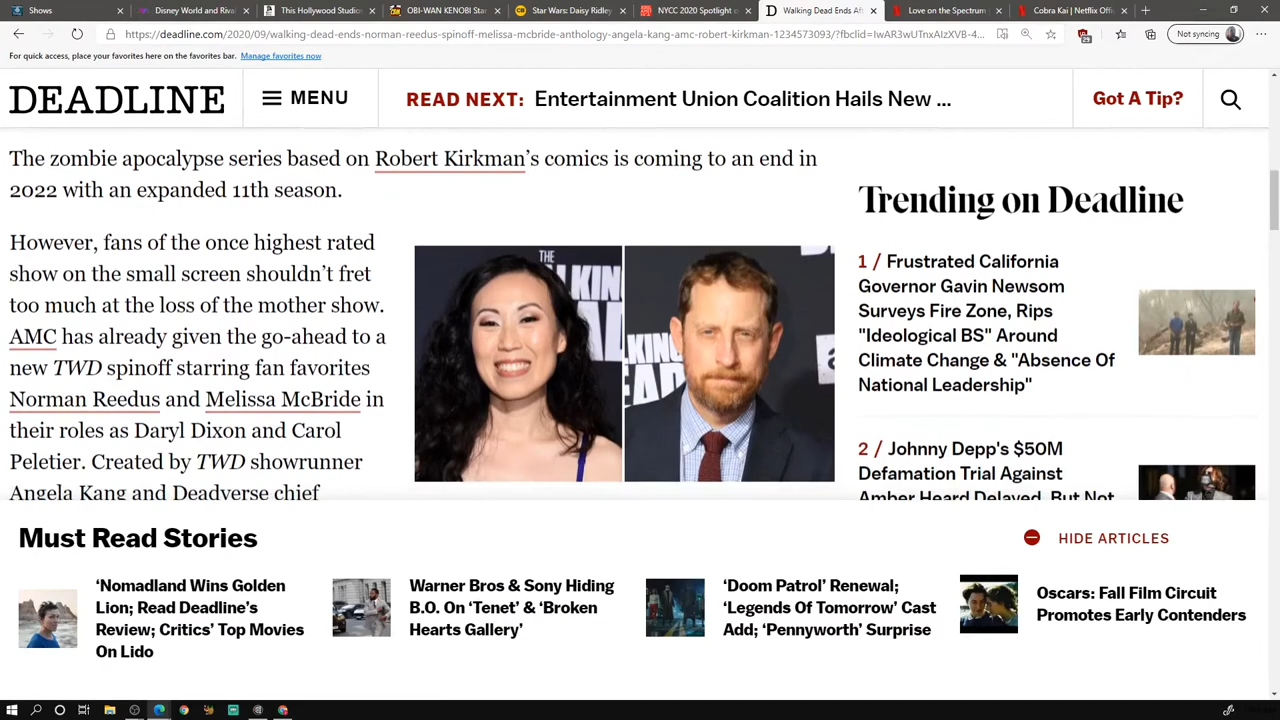 Shows
Disney World and Riva
This Hollywood Studios
OBI-WAN KENOBI Star
Star Wars: Daisy Ridley
NYCC 2020 Spotlight o
Walking Dead Ends Aft
Love on the Spectrum
Cobra Kai | Netflix Offi
https://deadline.com/2020/09/walking-dead-ends-norman-reedus-spinoff-melissa-mcbride-anthology-angela-kang-amc-robert-kirkman-1234573093/?fbclid=IwAR3wUTnxAIzXVB-4...
Not syncing
For quick access, place your favorites here on the favorites bar. Manage favorites now
DEADLINE
MENU
READ NEXT: Entertainment Union Coalition Hails New ...
Got A Tip?
The zombie apocalypse series based on Robert Kirkman’s comics is coming to an end in
2022 with an expanded 11th season.
However, fans of the once highest rated
show on the small screen shouldn’t fret
too much at the loss of the mother show.
AMC has already given the go-ahead to a
new TWD spinoff starring fan favorites
Norman Reedus and Melissa McBride in
their roles as Daryl Dixon and Carol
Peletier. Created by TWD showrunner
Angela Kang and Deadverse chief
THE
Trending on Deadline
1 / Frustrated California
Governor Gavin Newsom
Surveys Fire Zone, Rips
"Ideological BS" Around
Climate Change & "Absence Of
National Leadership"
2 / Johnny Depp's $50M
Defamation Trial Against
Amber Heard Delayed, But Not
Must Read Stories
HIDE ARTICLES
‘Nomadland Wins Golden
Lion; Read Deadline’s
Review; Critics’ Top Movies
On Lido
Warner Bros & Sony Hiding
B.O. On ‘Tenet’ & ‘Broken
Hearts Gallery’
‘Doom Patrol’ Renewal;
‘Legends Of Tomorrow’ Cast
Add; ‘Pennyworth’ Surprise
Oscars: Fall Film Circuit
Promotes Early Contenders